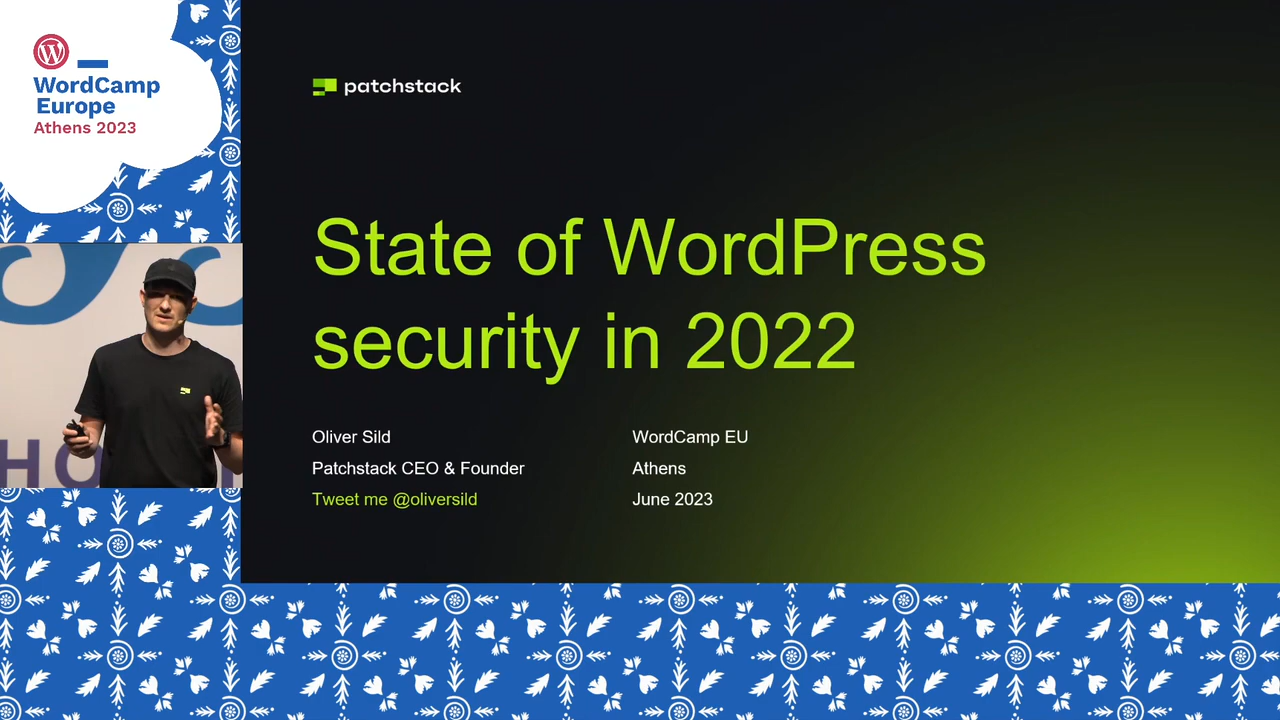 WordCamp
Europe
Athens 2023
patchstack
State of WordPress
security in 2022
Oliver Sild
Patchstack CEO & Founder
Tweet me @oliversild
WordCamp EU
Athens
June 2023
HO